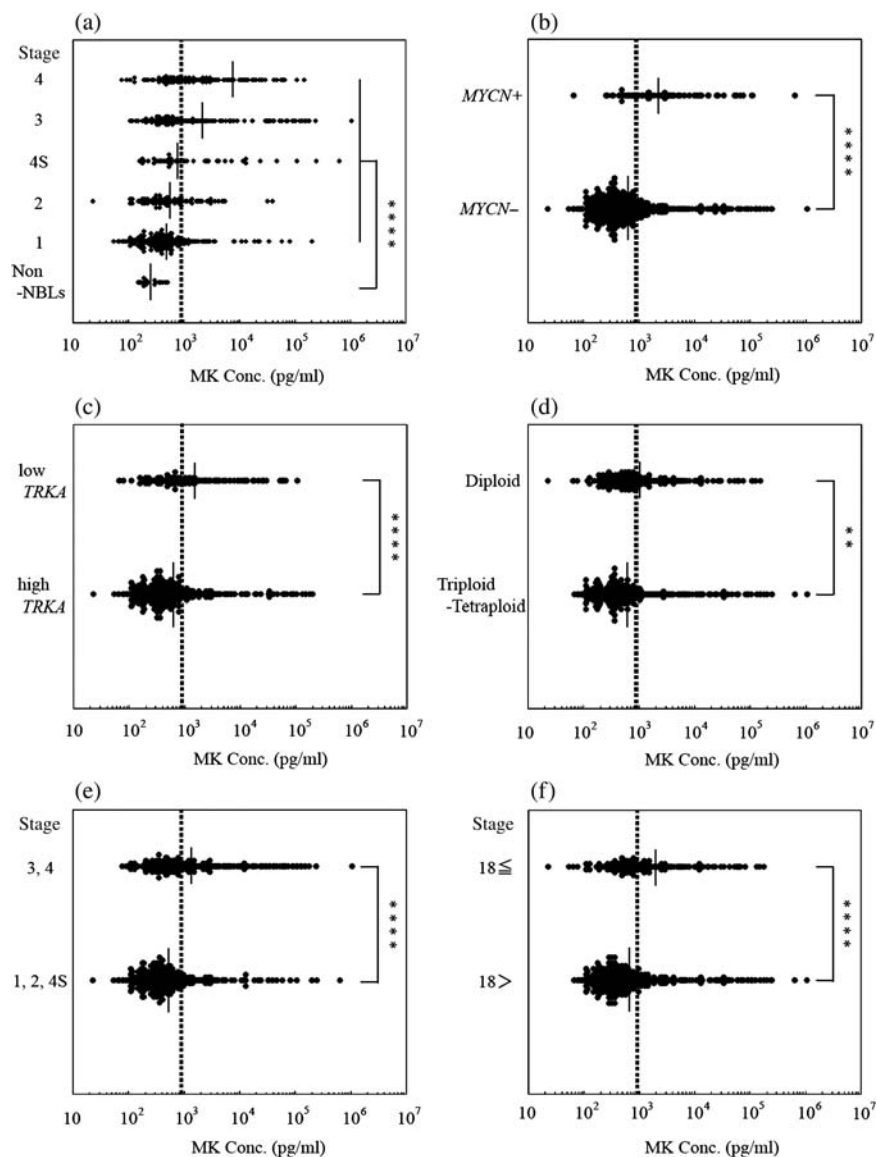 (a)
Stage
4
3
4S
2
1
Non
-NBLs
****
10 10² 10³ 10⁴ 10⁵ 10⁶ 10⁷
MK Conc. (pg/ml)
(b)
MYCN+
MYCN–
****
10 10² 10³ 10⁴ 10⁵ 10⁶ 10⁷
MK Conc. (pg/ml)
(c)
low
TRKA
high
TRKA
****
10 10² 10³ 10⁴ 10⁵ 10⁶ 10⁷
MK Conc. (pg/ml)
(d)
Diploid
Triploid
-Tetraploid
**
10 10² 10³ 10⁴ 10⁵ 10⁶ 10⁷
MK Conc. (pg/ml)
(e)
Stage
3, 4
1, 2, 4S
****
10 10² 10³ 10⁴ 10⁵ 10⁶ 10⁷
MK Conc. (pg/ml)
(f)
Stage
18≦
18>
****
10 10² 10³ 10⁴ 10⁵ 10⁶ 10⁷
MK Conc. (pg/ml)